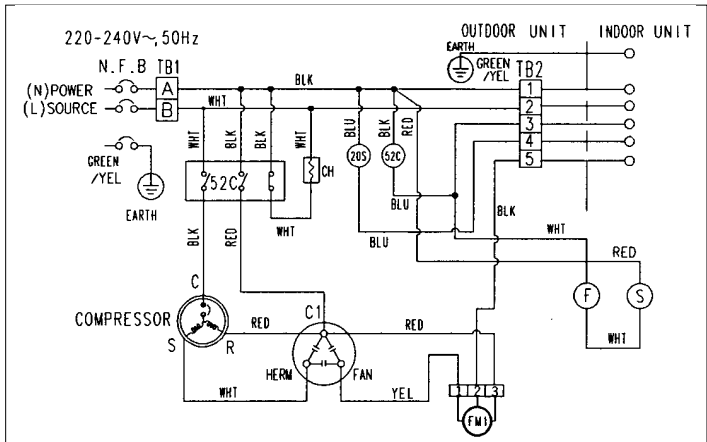 220-240V~,50Hz
OUTDOOR UNIT
INDOOR UNIT
EARTH
N.F.B
TB1
GREEN
/YEL
TB2
BLK
(N)POWER
A
1
(L)SOURCE
B
WHT
2
3
4
5
WHT
BLK
BLK
WHT
BLU
BLK
RED
20S
52C
GREEN
/YEL
EARTH
52C
CH
WHT
BLU
BLU
BLK
BLK
RED
WHT
RED
C
F
S
COMPRESSOR
C1
RED
RED
S
R
WHT
HERM
FAN
WHT
YEL
1 2 3
FM1